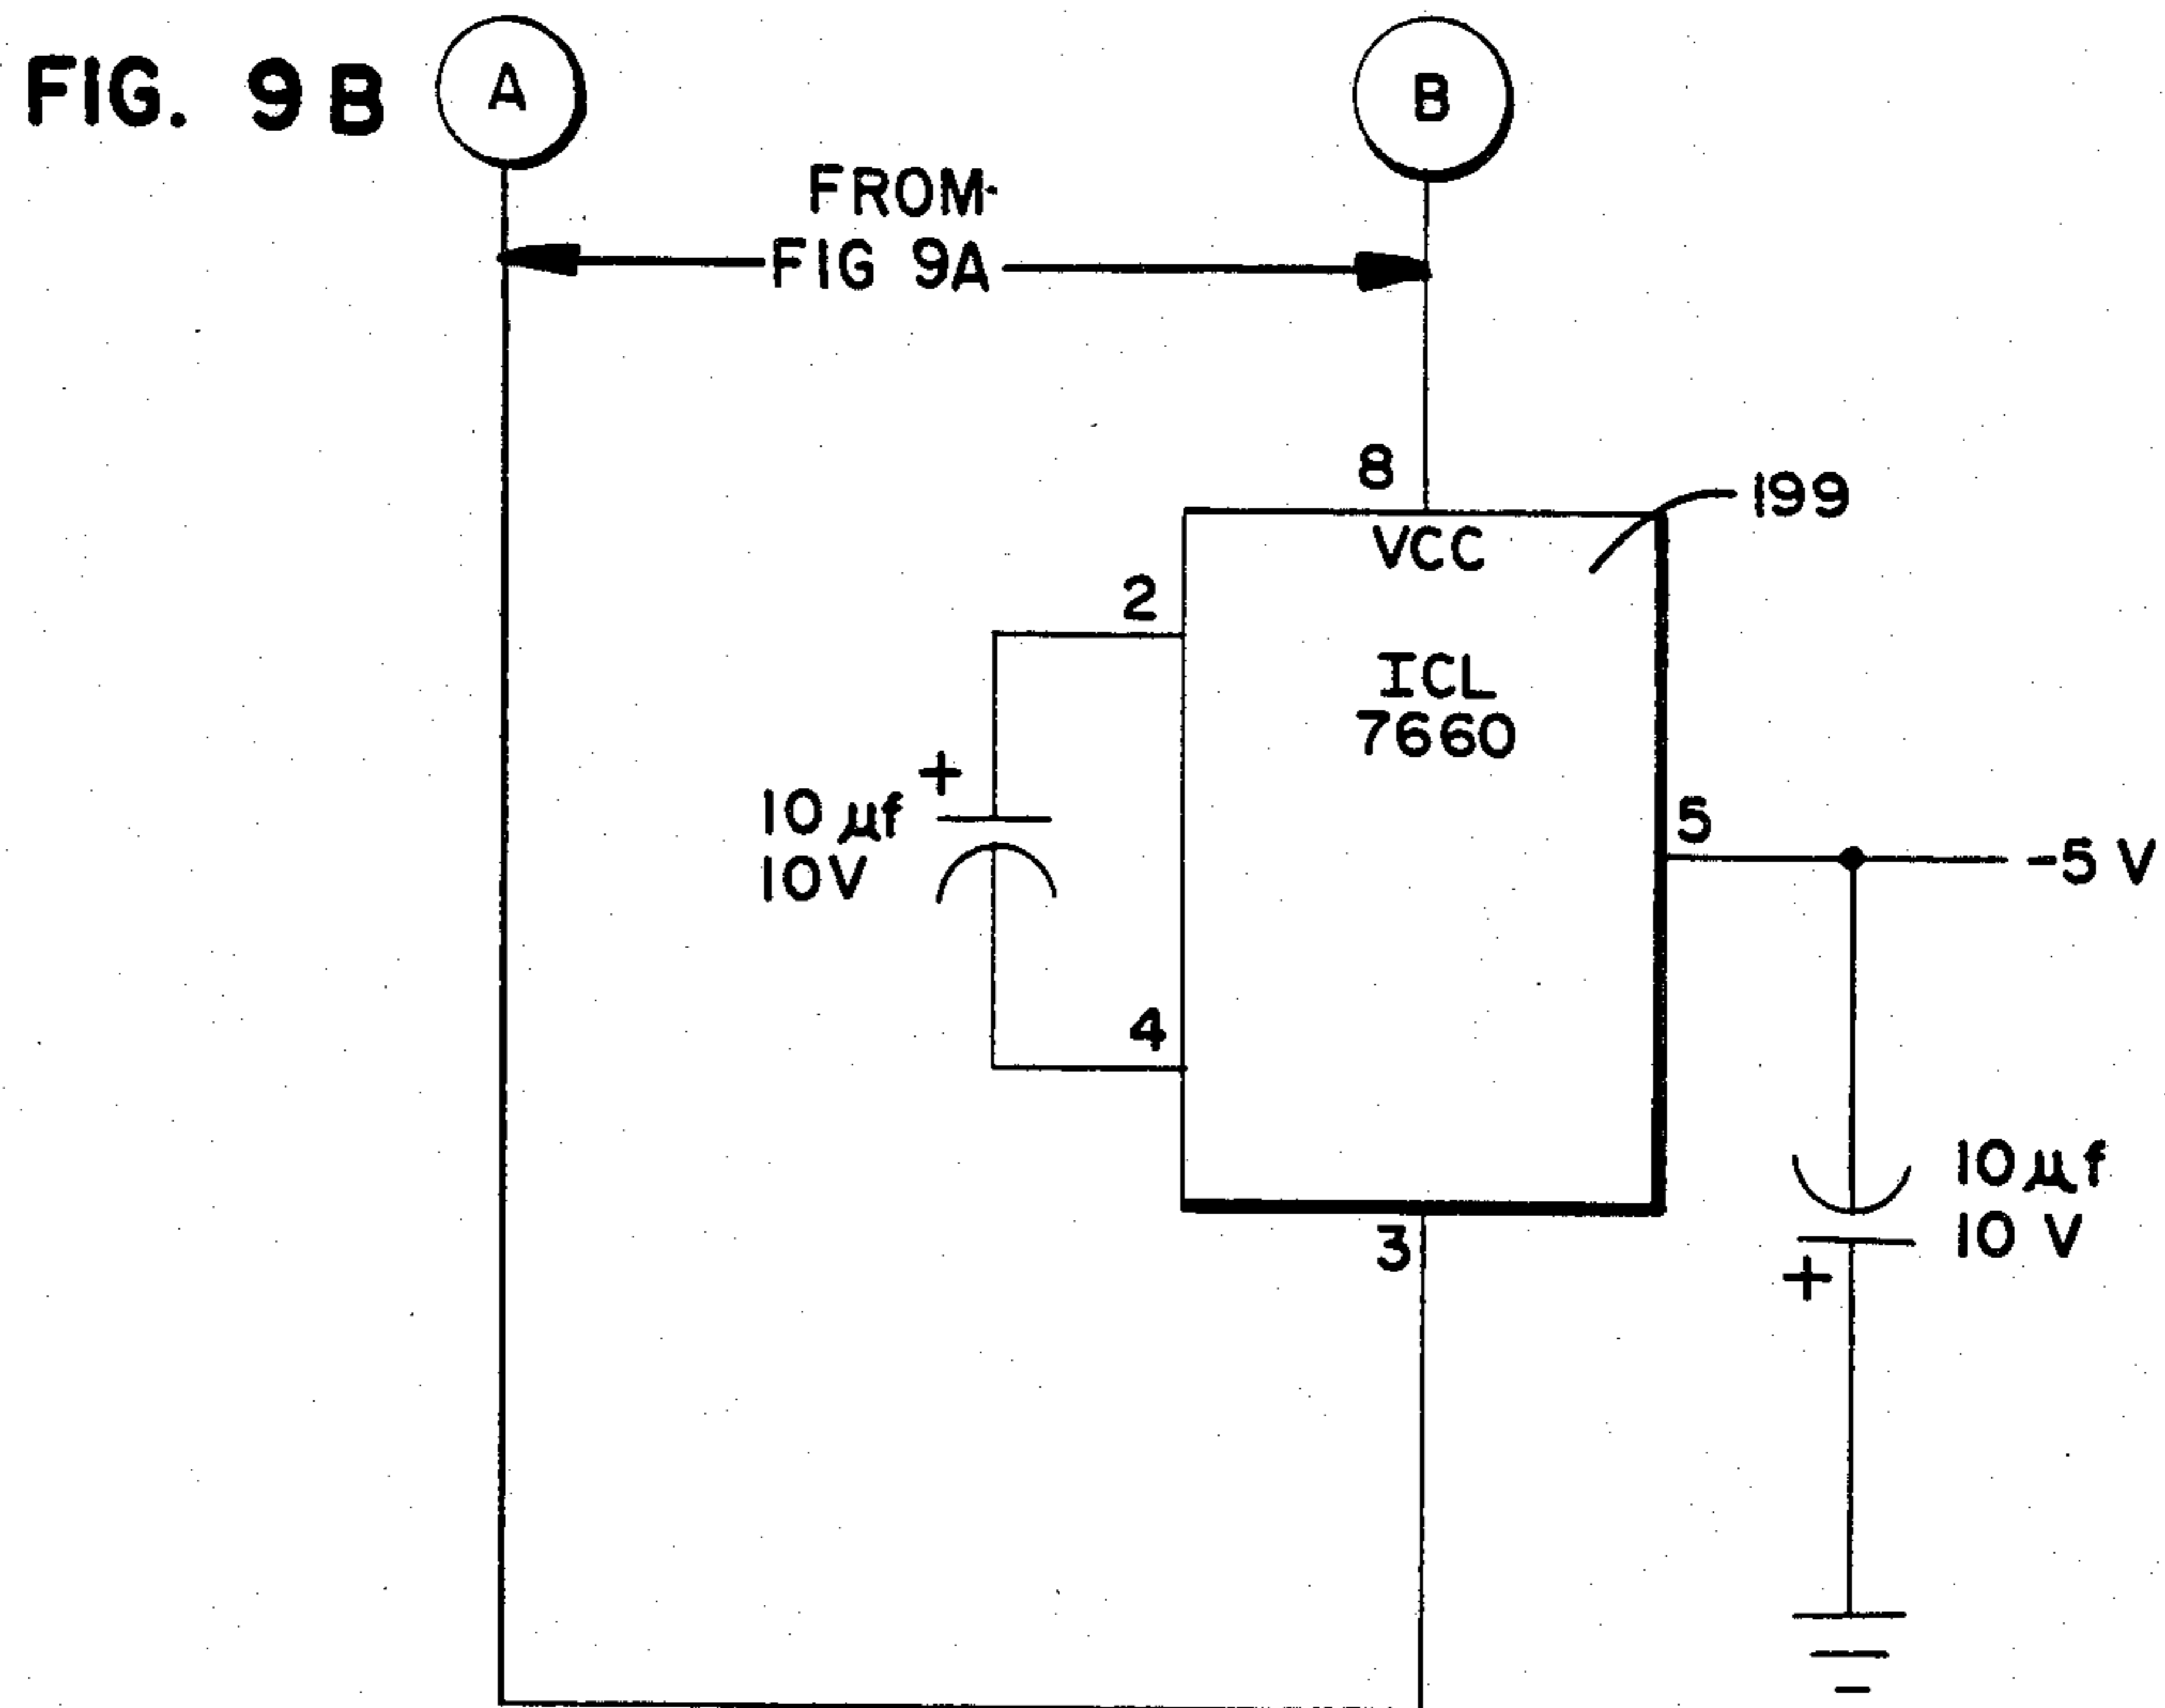 FIG. 9B
A
B
FROM
FIG 9A
8
199
VCC
2
ICL
7660
+
10 µf
10V
5
-5 V
4
10 µf
10 V
3
+